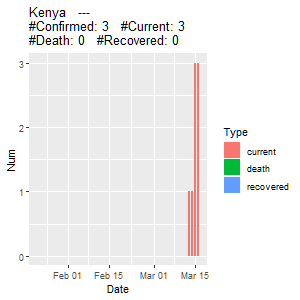 Kenya   ---
#Confirmed: 3   #Current: 3
#Death: 0   #Recovered: 0
3
2
1
0
Num
Feb 01   Feb 15   Mar 01   Mar 15
Date
Type
current
death
recovered